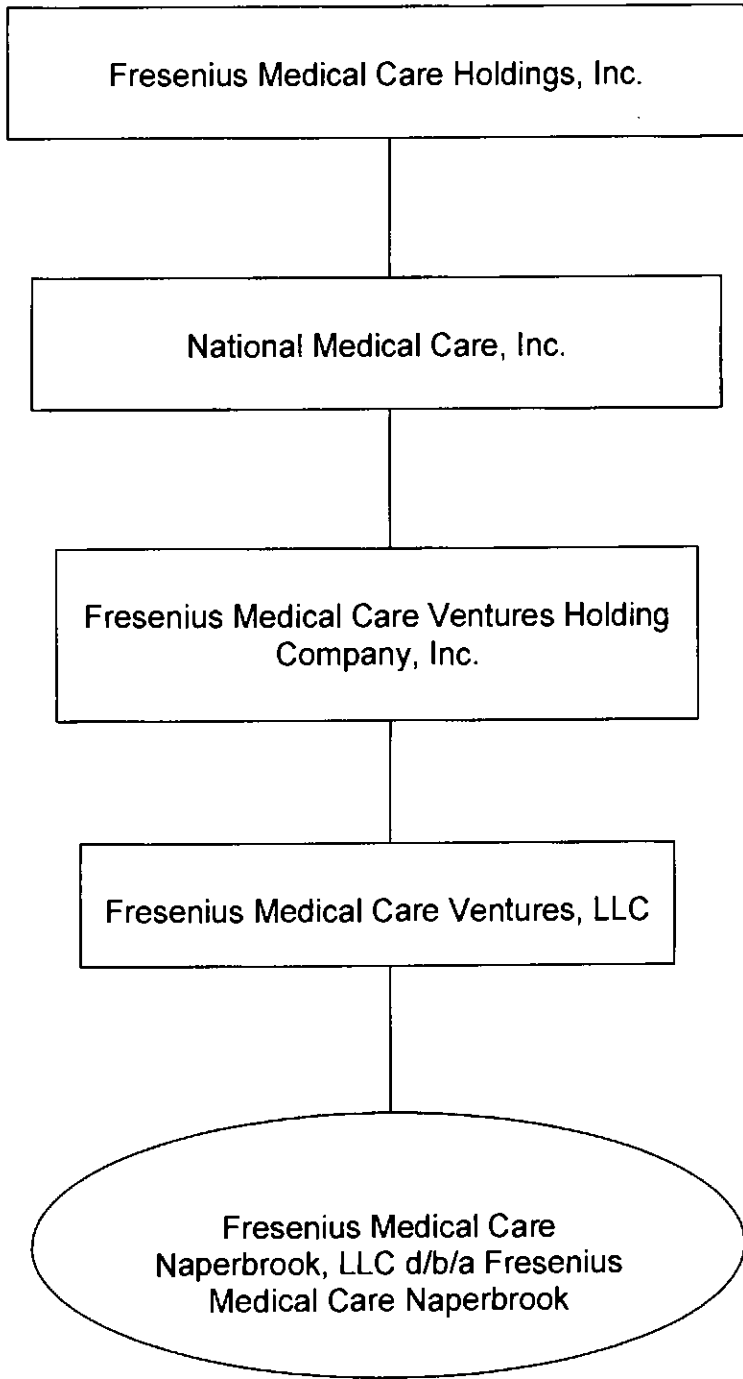 Fresenius Medical Care Holdings, Inc.
National Medical Care, Inc.
Fresenius Medical Care Ventures Holding
Company, Inc.
Fresenius Medical Care Ventures, LLC
Fresenius Medical Care
Naperbrook, LLC d/b/a Fresenius
Medical Care Naperbrook